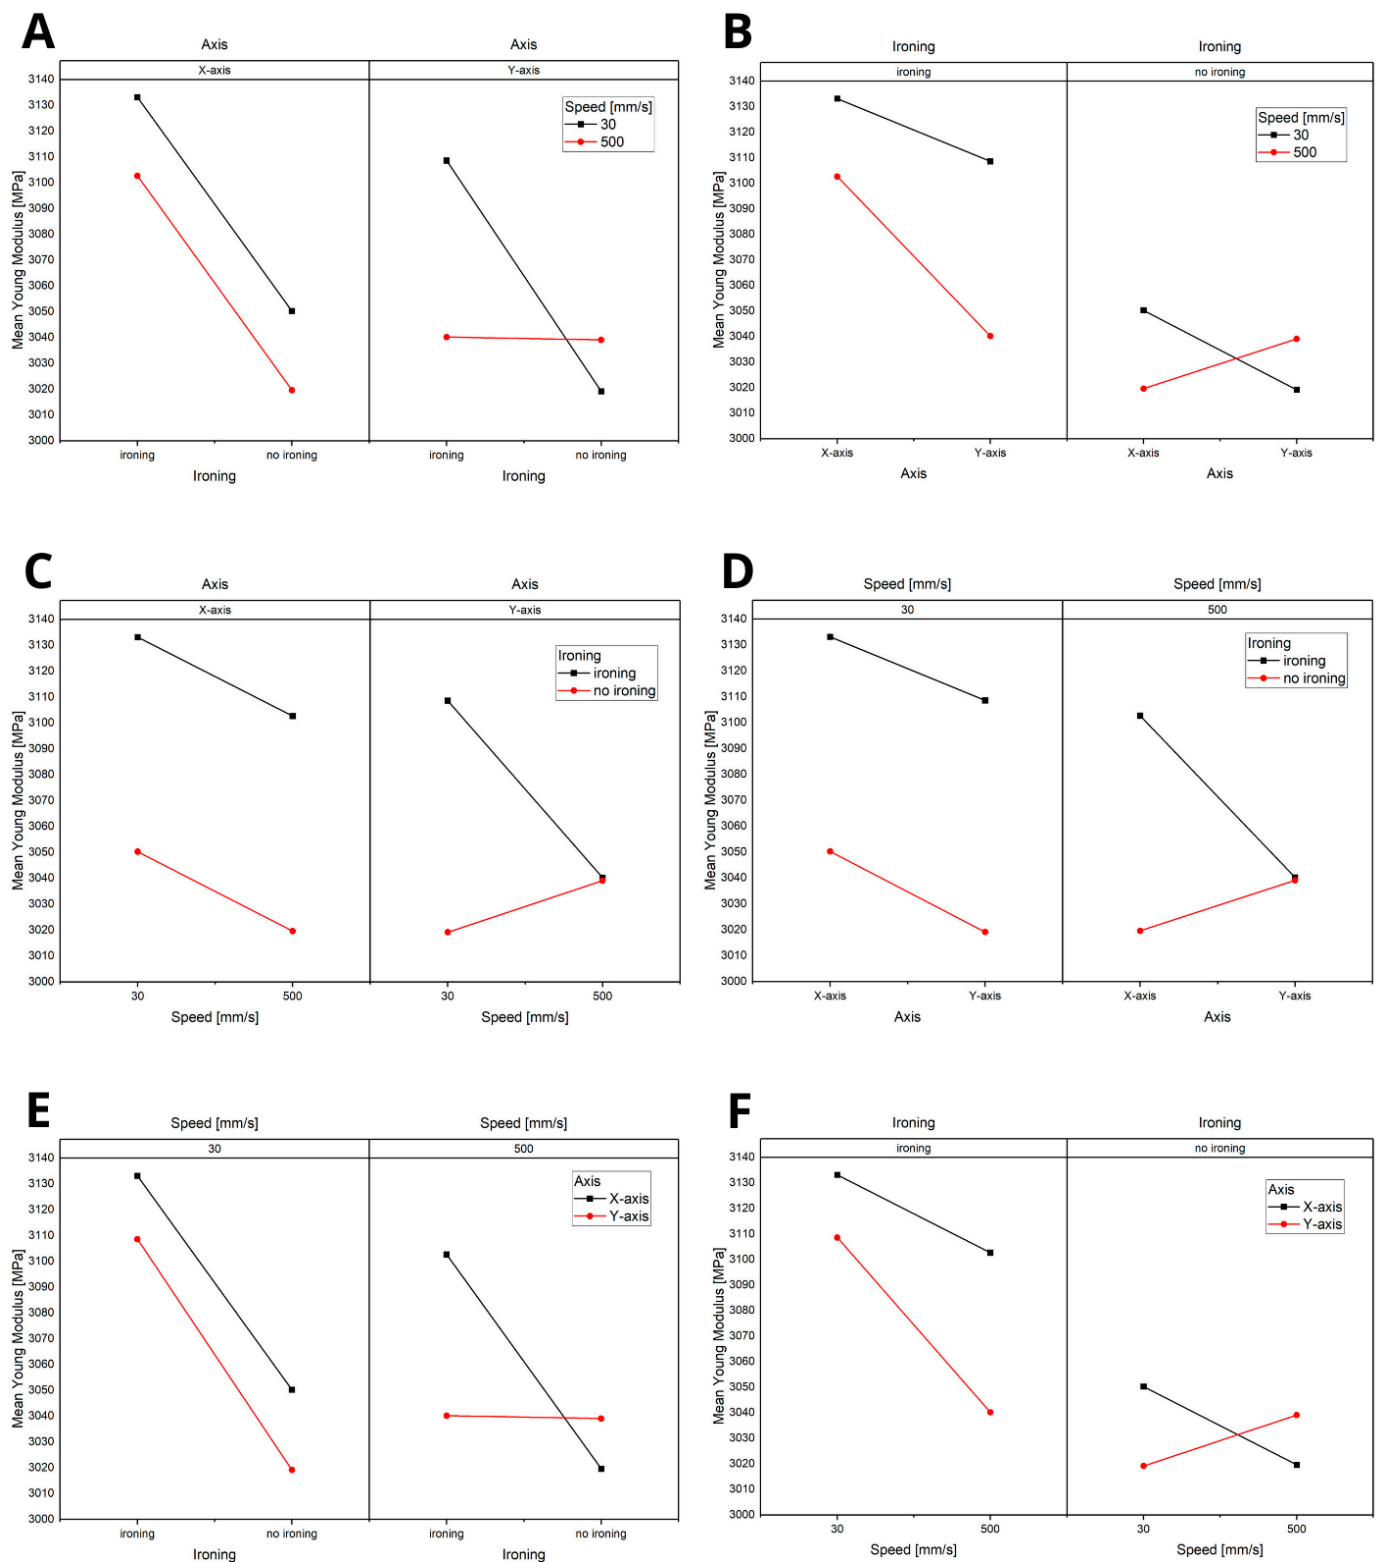 A
Axis
Axis
X-axis
Y-axis
3140
3130
3120
3110
3100
3090
3080
3070
3060
3050
3040
3030
3020
3010
3000
Mean Young Modulus [MPa]
Speed [mm/s]
30
500
ironing
no ironing
ironing
no ironing
Ironing
Ironing
B
Ironing
Ironing
ironing
no ironing
3140
3130
3120
3110
3100
3090
3080
3070
3060
3050
3040
3030
3020
3010
3000
Mean Young Modulus [MPa]
Speed [mm/s]
30
500
X-axis
Y-axis
X-axis
Y-axis
Axis
Axis
C
Axis
Axis
X-axis
Y-axis
3140
3130
3120
3110
3100
3090
3080
3070
3060
3050
3040
3030
3020
3010
3000
Mean Young Modulus [MPa]
Ironing
ironing
no ironing
30
500
30
500
Speed [mm/s]
Speed [mm/s]
D
Speed [mm/s]
Speed [mm/s]
30
500
3140
3130
3120
3110
3100
3090
3080
3070
3060
3050
3040
3030
3020
3010
3000
Mean Young Modulus [MPa]
Ironing
ironing
no ironing
X-axis
Y-axis
X-axis
Y-axis
Axis
Axis
E
Speed [mm/s]
Speed [mm/s]
30
500
3140
3130
3120
3110
3100
3090
3080
3070
3060
3050
3040
3030
3020
3010
3000
Mean Young Modulus [MPa]
Axis
X-axis
Y-axis
ironing
no ironing
ironing
no ironing
Ironing
Ironing
F
Ironing
Ironing
ironing
no ironing
3140
3130
3120
3110
3100
3090
3080
3070
3060
3050
3040
3030
3020
3010
3000
Mean Young Modulus [MPa]
Axis
X-axis
Y-axis
30
500
30
500
Speed [mm/s]
Speed [mm/s]